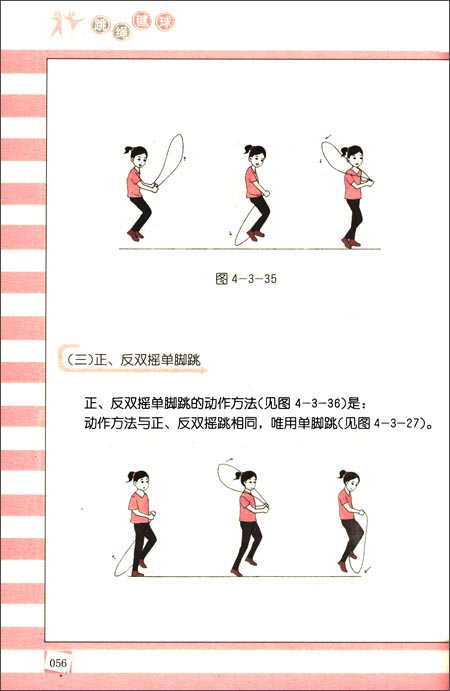 跳绳毽球
图 4-3-35
(三)正、反双摇单脚跳
正、反双摇单脚跳的动作方法(见图 4-3-36)是:
动作方法与正、反双摇跳相同，唯用单脚跳(见图 4-3-27)。
056